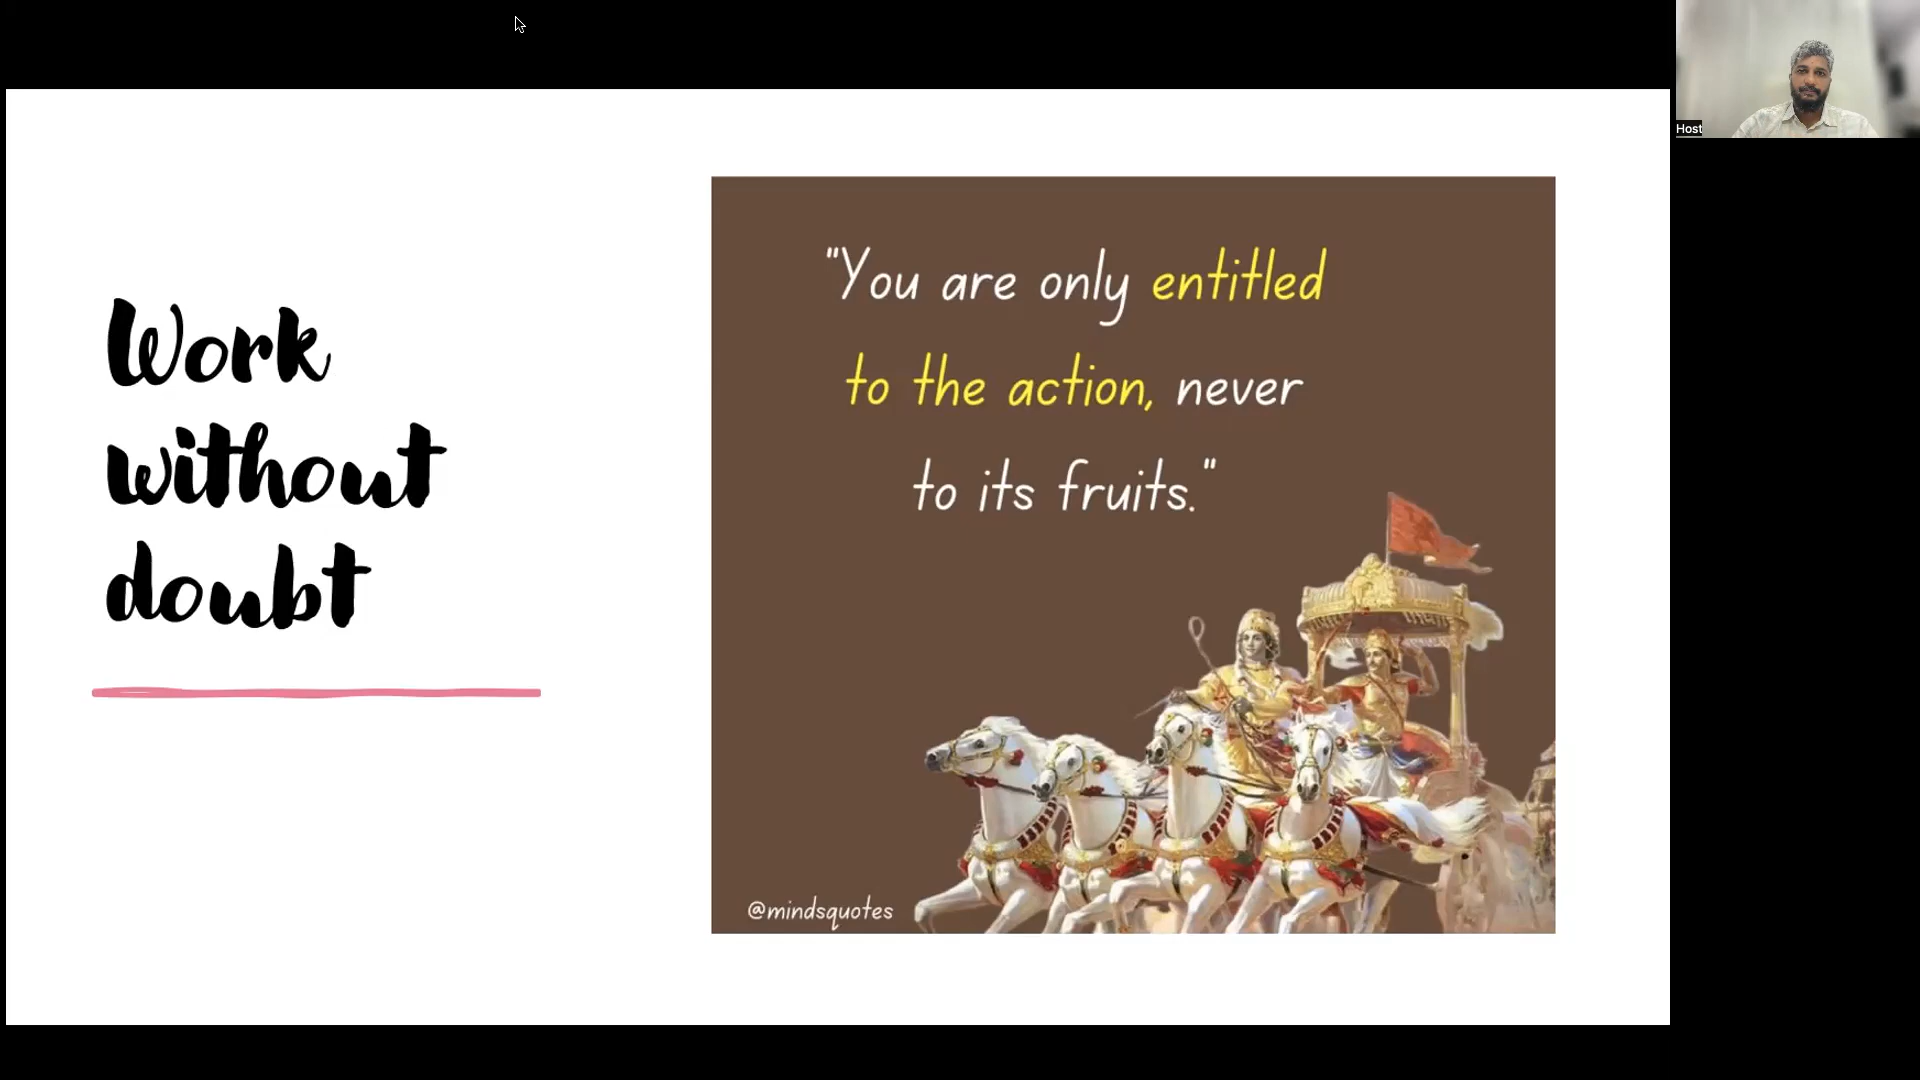 Host
Work
without
doubt
"You are only entitled
to the action, never
to its fruits."
@mindsquotes